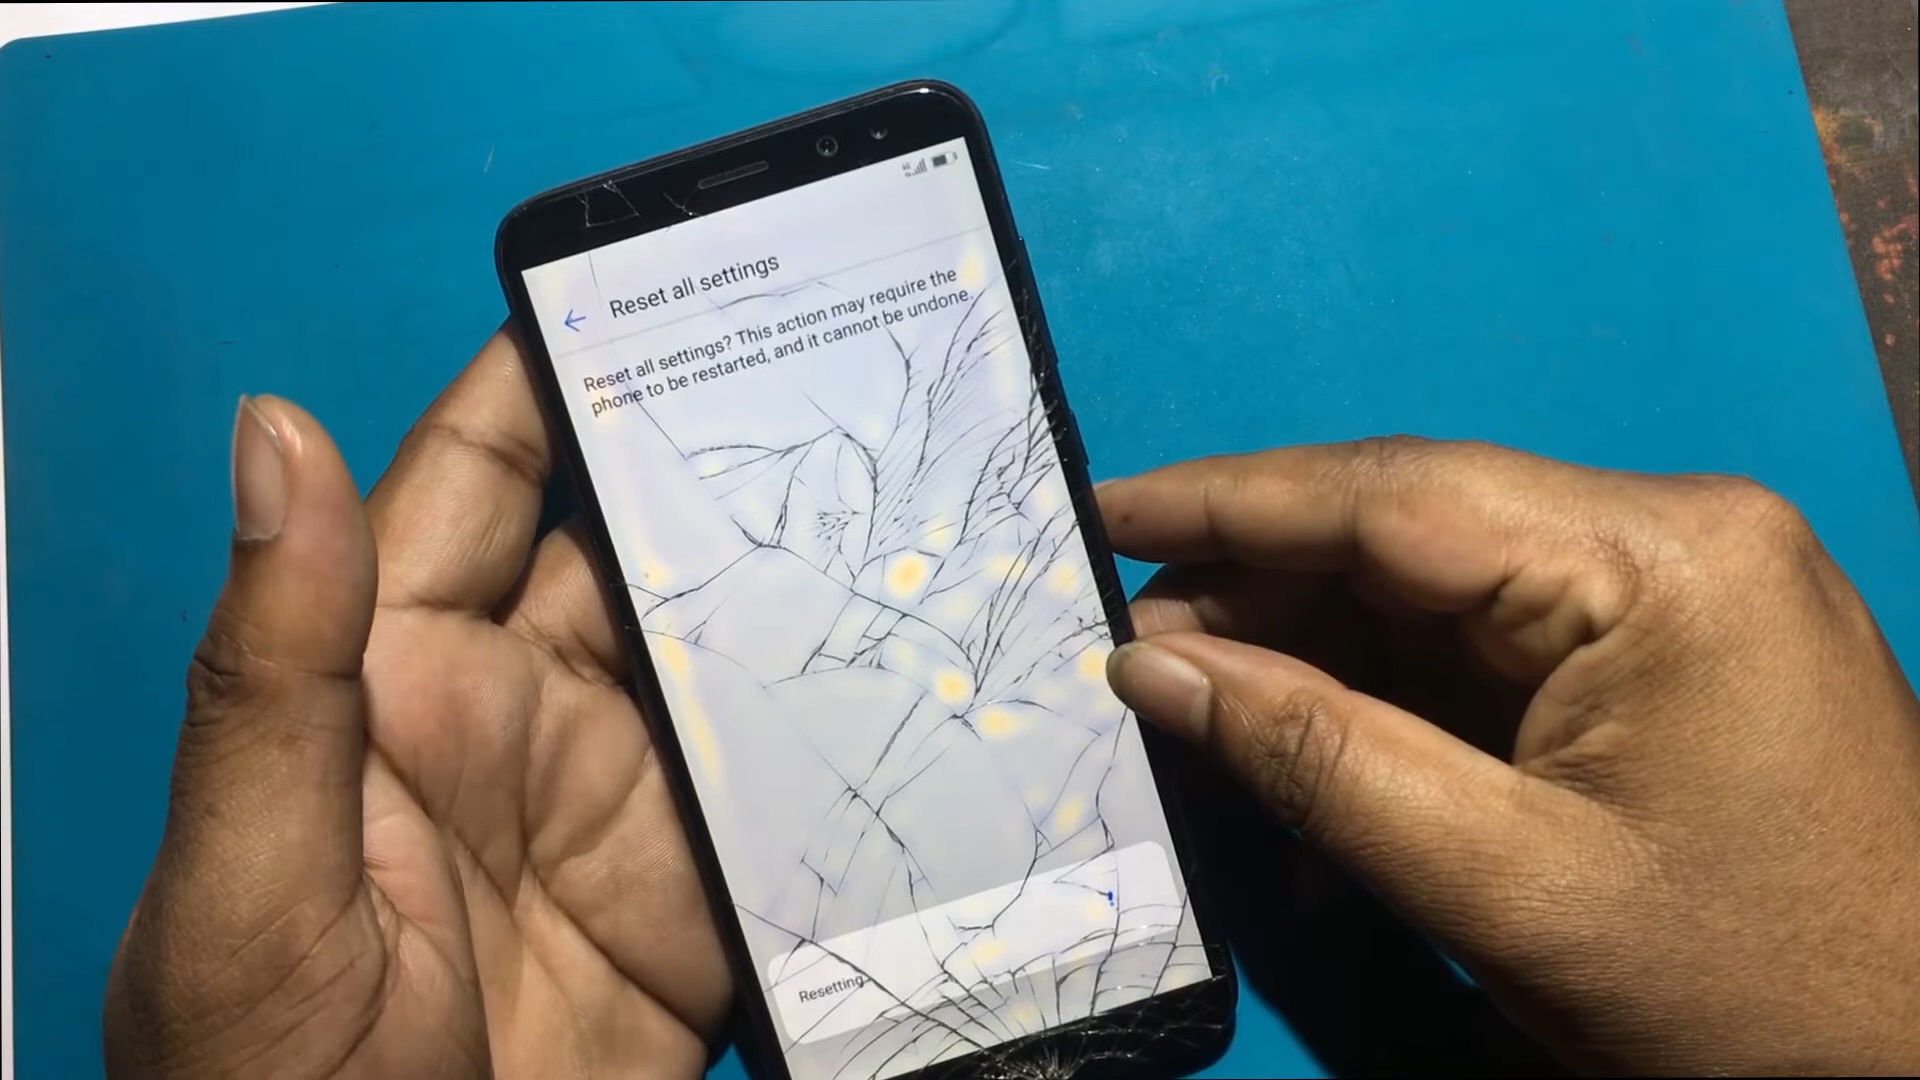 Reset all settings
Reset all settings? This action may require the
phone to be restarted, and it cannot be undone.
Resetting...